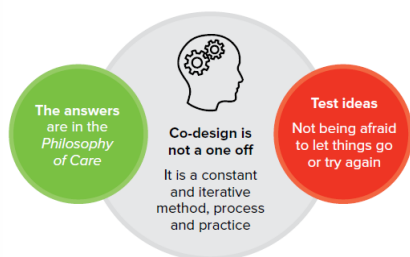 The answers
are in the
Philosophy
of Care
Co-design is
not a one off
It is a constant
and iterative
method, process
and practice
Test ideas
Not being afraid
to let things go
or try again